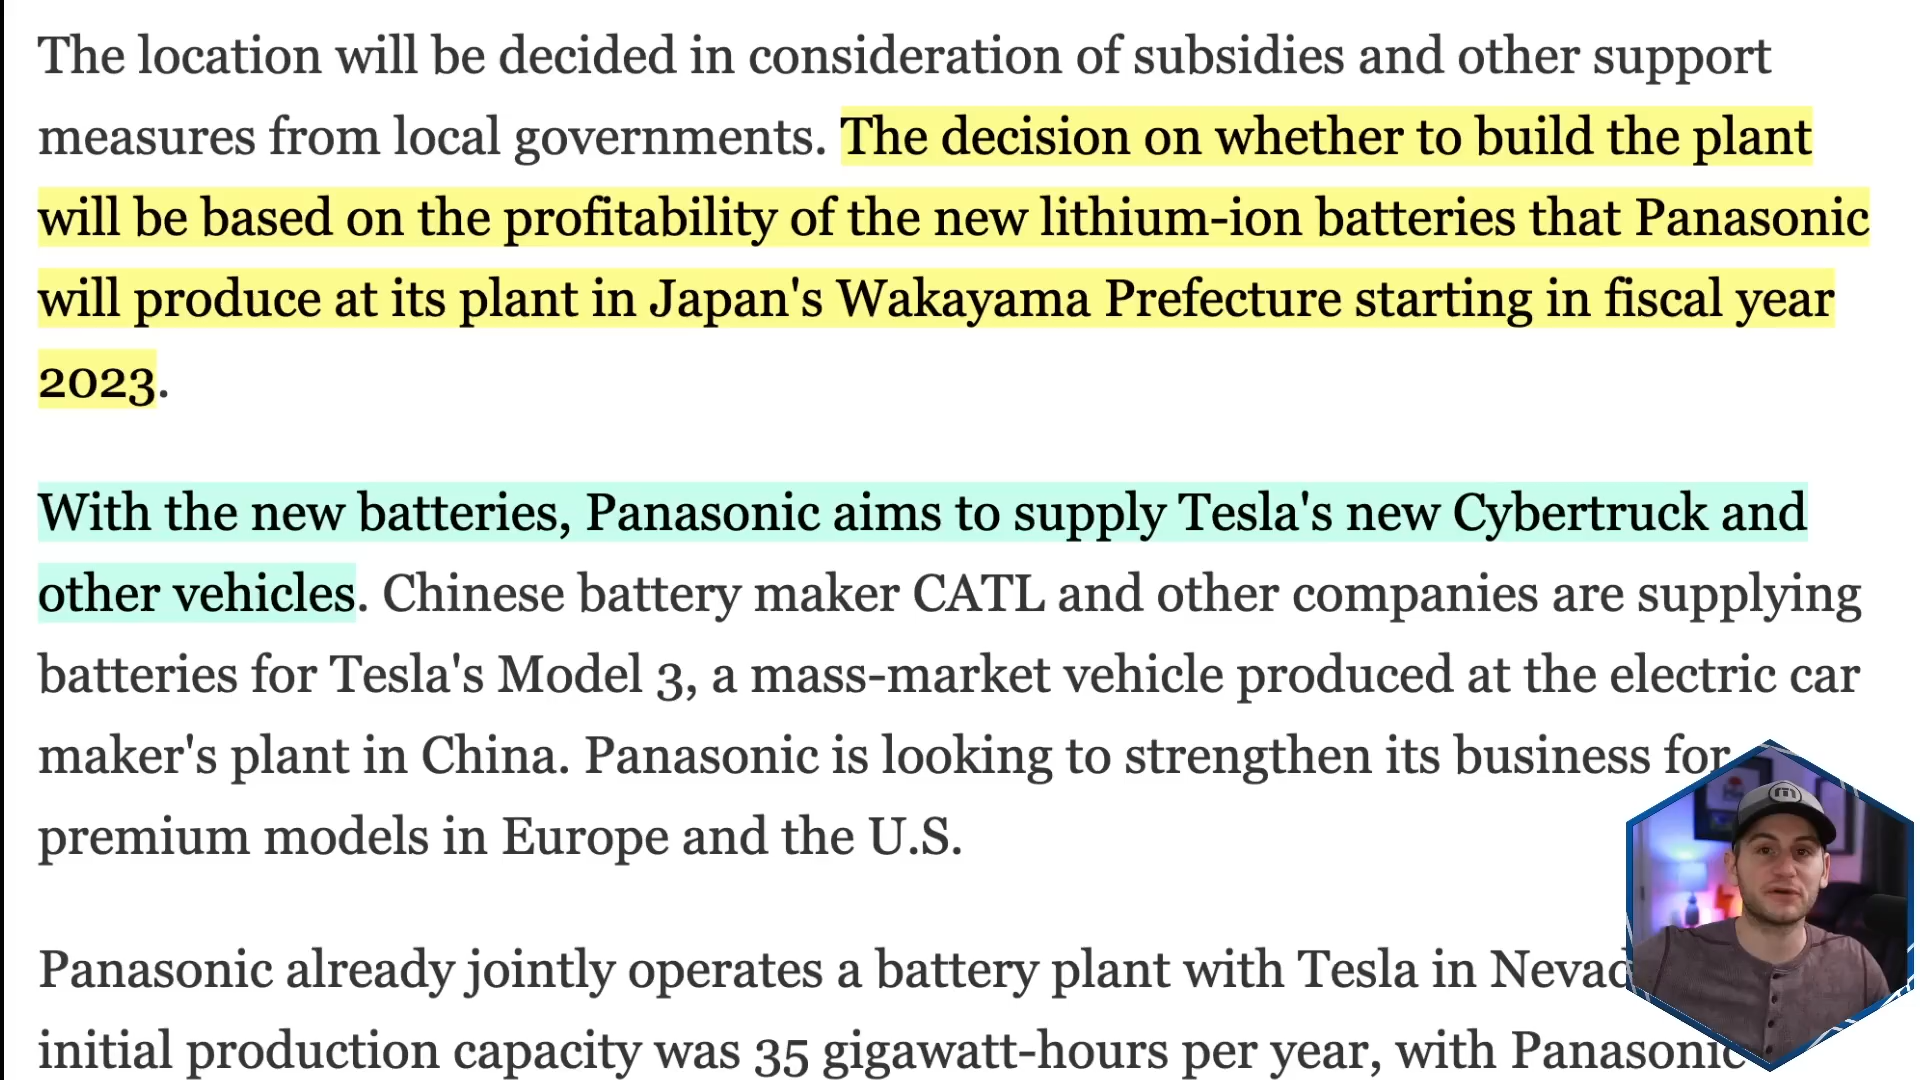 The location will be decided in consideration of subsidies and other support
measures from local governments. The decision on whether to build the plant
will be based on the profitability of the new lithium-ion batteries that Panasonic
will produce at its plant in Japan's Wakayama Prefecture starting in fiscal year
2023.
With the new batteries, Panasonic aims to supply Tesla's new Cybertruck and
other vehicles. Chinese battery maker CATL and other companies are supplying
batteries for Tesla's Model 3, a mass-market vehicle produced at the electric car
maker's plant in China. Panasonic is looking to strengthen its business for
premium models in Europe and the U.S.
Panasonic already jointly operates a battery plant with Tesla in
initial production capacity was 35 gigawatt-hours per year, with Panasonic